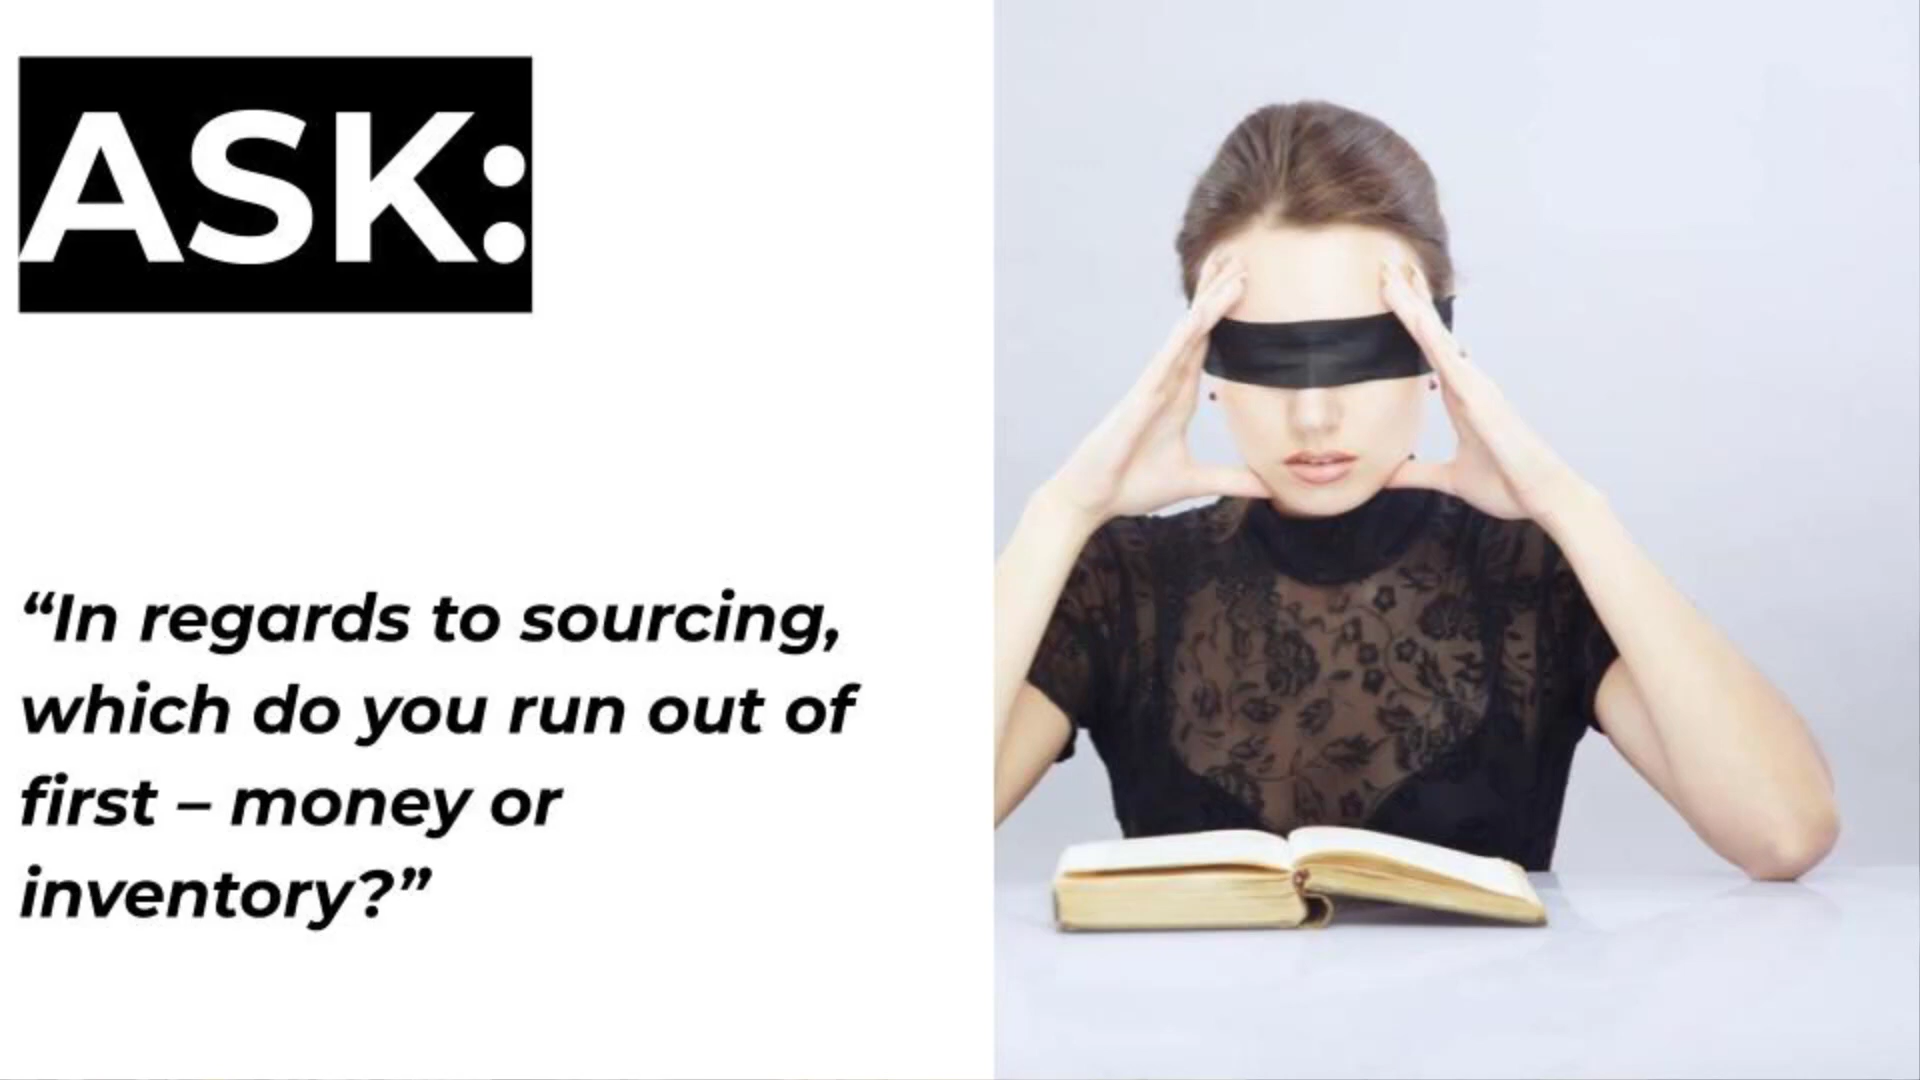 ASK:
“In regards to sourcing,
which do you run out of
first – money or
inventory?”